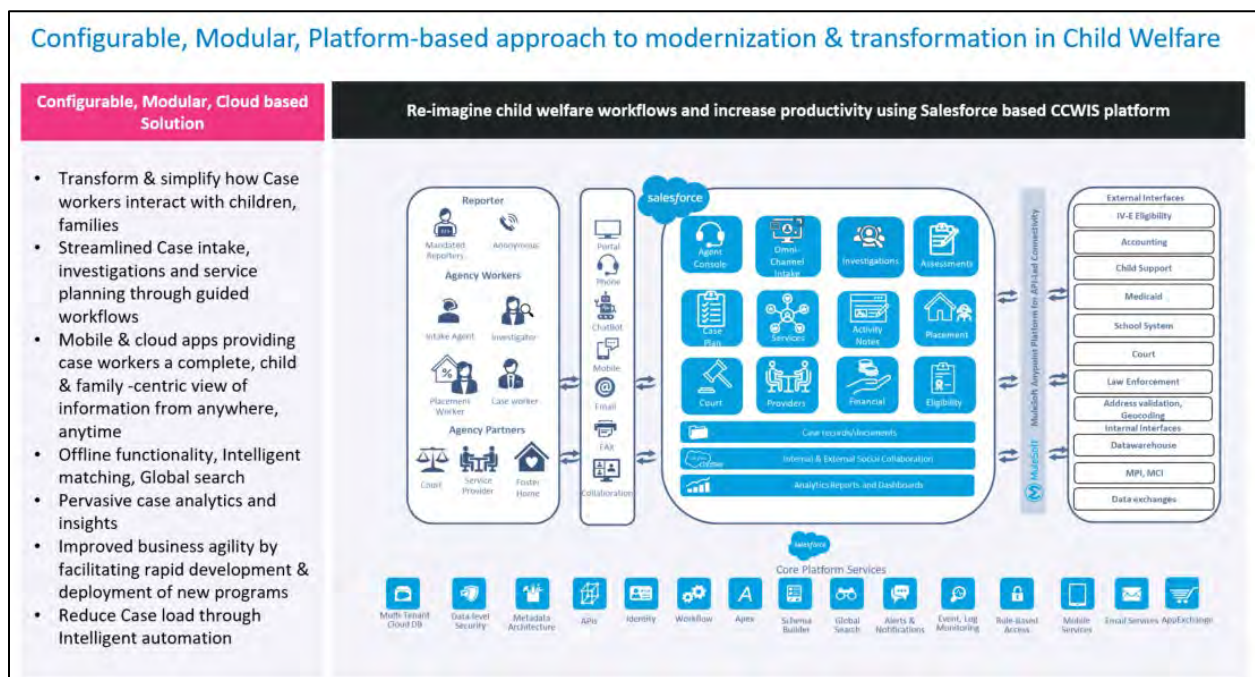 Configurable, Modular, Platform-based approach to modernization & transformation in Child Welfare
Configurable, Modular, Cloud based
Solution
• Transform & simplify how Case
workers interact with children,
families
• Streamlined Case intake,
investigations and service
planning through guided
workflows
• Mobile & cloud apps providing
case workers a complete, child
& family -centric view of
information from anywhere,
anytime
• Offline functionality, Intelligent
matching, Global search
• Pervasive case analytics and
insights
• Improved business agility by
facilitating rapid development &
deployment of new programs
• Reduce Case load through
Intelligent automation
Re-imagine child welfare workflows and increase productivity using Salesforce based CCWIS platform
Reporter
Mandated
Reporters
Anonymous
Agency Workers
Intake Agent
Investigator
Placement
Worker
Case worker
Agency Partners
Court
Service
Provider
Foster
Home
Portal
Phone
ChatBot
Mobile
Email
FAX
Collaboration
salesforce
Agent
Console
Omni-
Channel
Intake
Investigations
Assessments
Case
Plan
Services
Activity
Notes
Placement
Court
Providers
Financial
Eligibility
Case records/documents
Internal & External Social Collaboration
Analytics Reports and Dashboards
MuleSoft
MuleSoft Anypoint Platform for API-Led Connectivity
External Interfaces
IV-E Eligibility
Accounting
Child Support
Medicaid
School System
Court
Law Enforcement
Address validation,
Geocoding
Internal Interfaces
Datawarehouse
MPI, MCI
Data exchanges
salesforce
Core Platform Services
Multi-Tenant
Cloud DB
Data-level
Security
Metadata
Architecture
APIs
Identity
Workflow
A
Apex
Schema
Builder
Global
Search
Alerts &
Notifications
Event, Log
Monitoring
Rule-Based
Access
Mobile
Services
Email Services
AppExchange